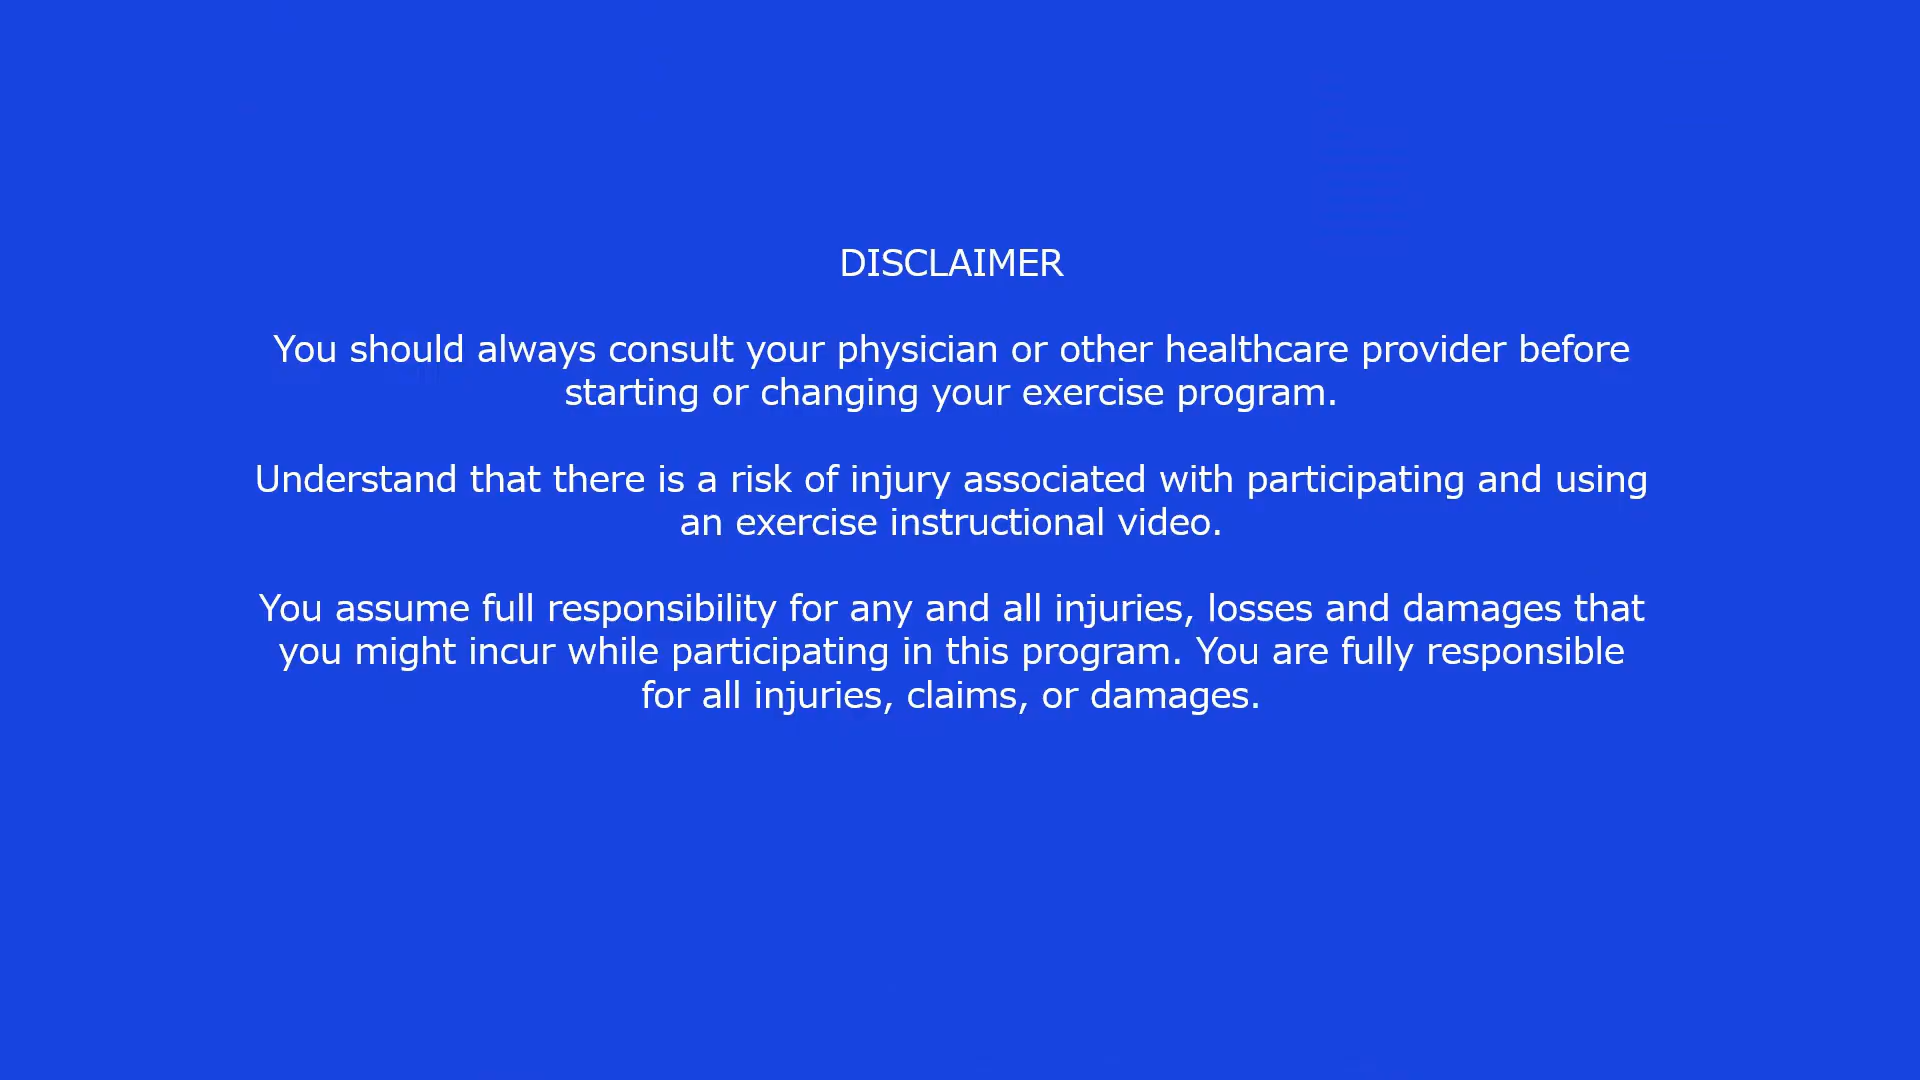 DISCLAIMER
You should always consult your physician or other healthcare provider before
starting or changing your exercise program.
Understand that there is a risk of injury associated with participating and using
an exercise instructional video.
You assume full responsibility for any and all injuries, losses and damages that
you might incur while participating in this program. You are fully responsible
for all injuries, claims, or damages.